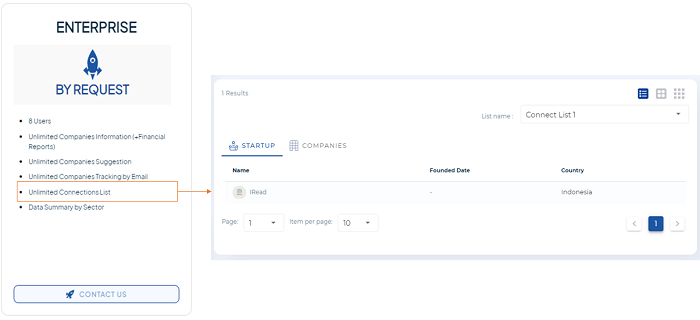 ENTERPRISE
BY REQUEST
8 Users
Unlimited Companies Information (+Financial
Reports)
Unlimited Companies Suggestion
Unlimited Companies Tracking by Email
Unlimited Connections List
Data Summary by Sector
CONTACT US
1 Results
List name : Connect List 1
STARTUP COMPANIES
Name Founded Date Country
IRead - Indonesia
Page: 1 Item per page: 10 1